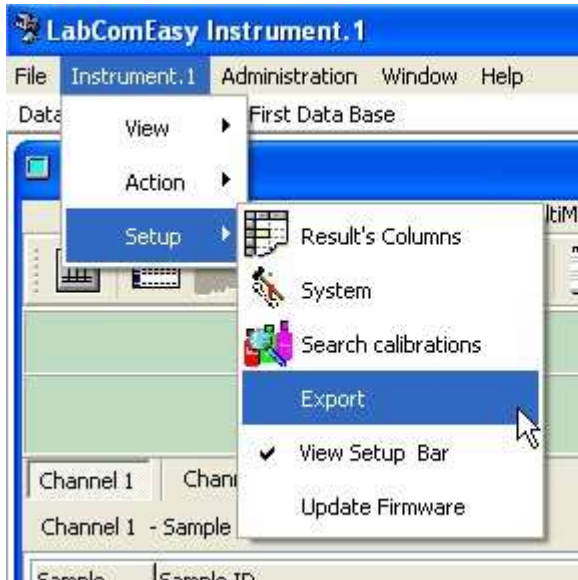 LabComEasy Instrument.1
File Instrument.1 Administration Window Help
First Data Base
View
Action
Setup
Result's Columns
System
Search calibrations
Export
View Setup Bar
Update Firmware
Channel 1
Channel 1 - Sample
Sample Sample ID